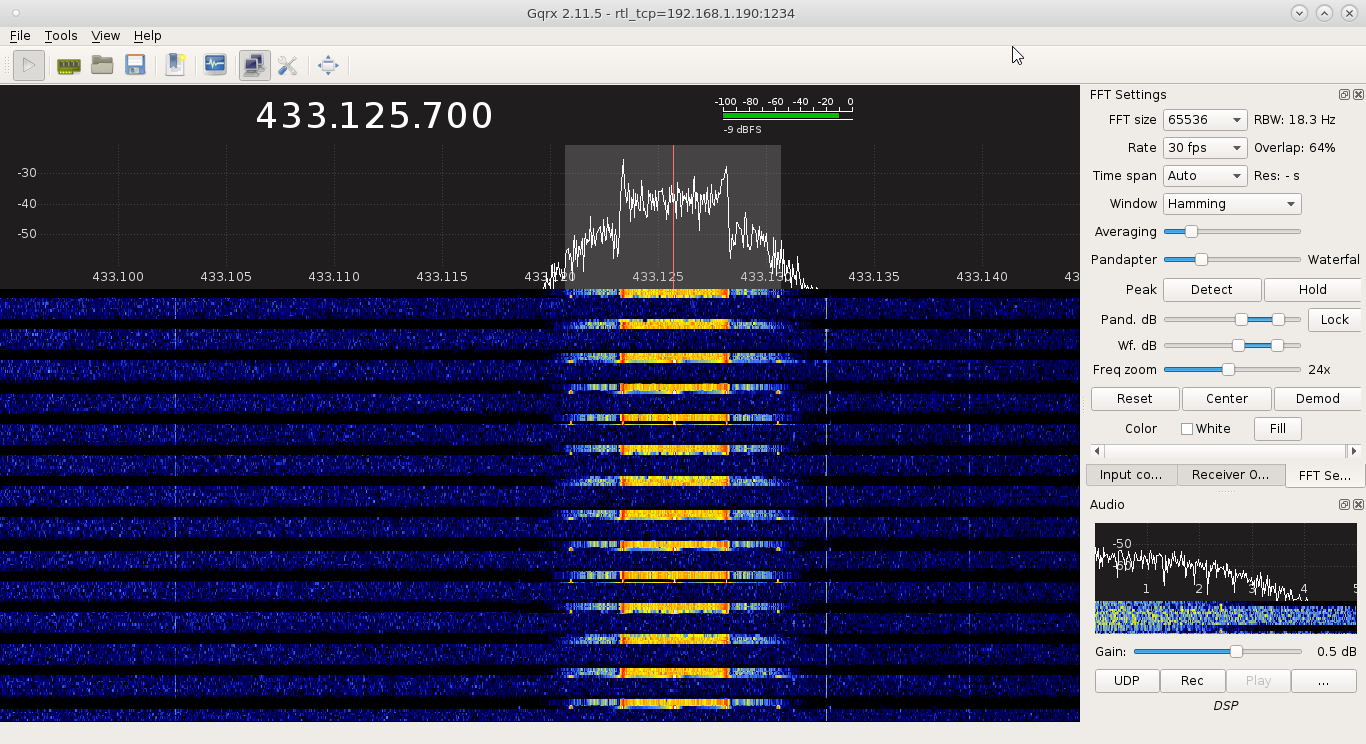 Gqrx 2.11.5 - rtl_tcp=192.168.1.190:1234
File Tools View Help
433.125.700
-100 -80 -60 -40 -20 0
-9 dBFS
-30
-40
-50
433.100 433.105 433.110 433.115 433.120 433.125 433.13 433.135 433.140 43
FFT Settings
FFT size 65536 RBW: 18.3 Hz
Rate 30 fps Overlap: 64%
Time span Auto Res: - s
Window Hamming
Averaging
Pandapter Waterfal
Peak Detect Hold
Pand. dB Lock
Wf. dB
Freq zoom 24x
Reset Center Demod
Color White Fill
Input co... Receiver O... FFT Se...
Audio
-50
1 2 3 4 5
Gain: 0.5 dB
UDP Rec Play ...
DSP